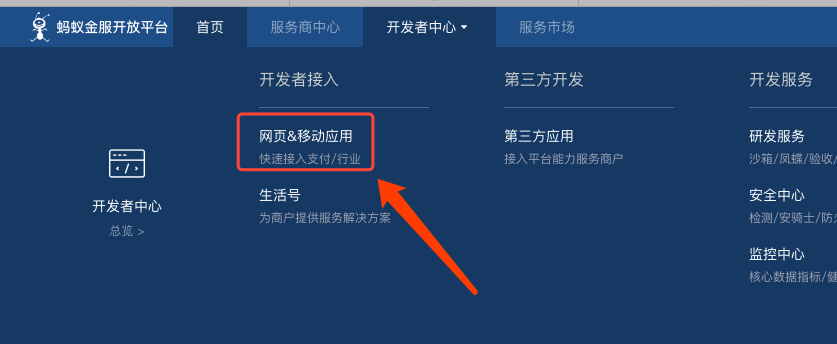 蚂蚁金服开放平台
首页
服务商中心
开发者中心
服务市场
开发者中心
总览 >
开发者接入
网页&移动应用
快速接入支付/行业
生活号
为商户提供服务解决方案
第三方开发
第三方应用
接入平台能力服务商户
开发服务
研发服务
沙箱/凤蝶/验收/
安全中心
检测/安骑士/防
监控中心
核心数据指标/健